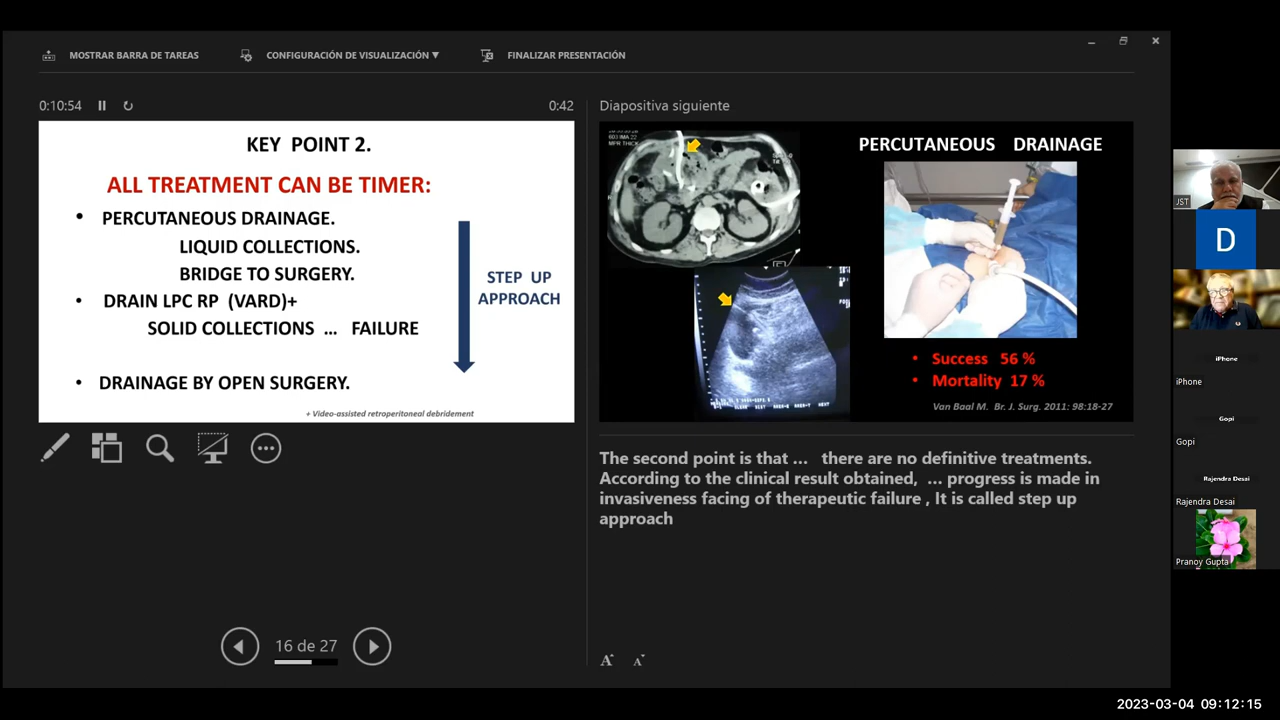 MOSTRAR BARRA DE TAREAS
CONFIGURACIÓN DE VISUALIZACIÓN ▼
FINALIZAR PRESENTACIÓN
0:10:54
0:42
Diapositiva siguiente
KEY POINT 2.
ALL TREATMENT CAN BE TIMER:
• PERCUTANEOUS DRAINAGE.
LIQUID COLLECTIONS.
BRIDGE TO SURGERY.
• DRAIN LPC RP (VARD)+
SOLID COLLECTIONS ... FAILURE
• DRAINAGE BY OPEN SURGERY.
STEP UP
APPROACH
+ Video-assisted retroperitoneal debridement
PERCUTANEOUS DRAINAGE
• Success 56 %
• Mortality 17 %
Van Baal M. Br. J. Surg. 2011: 98:18-27
The second point is that ... there are no definitive treatments.
According to the clinical result obtained, ... progress is made in
invasiveness facing of therapeutic failure , It is called step up
approach
16 de 27
JST
D
iPhone
iPhone
Gopi
Gopi
Rajendra Desai
Rajendra Desai
Pranoy Gupta
2023-03-04 09:12:15